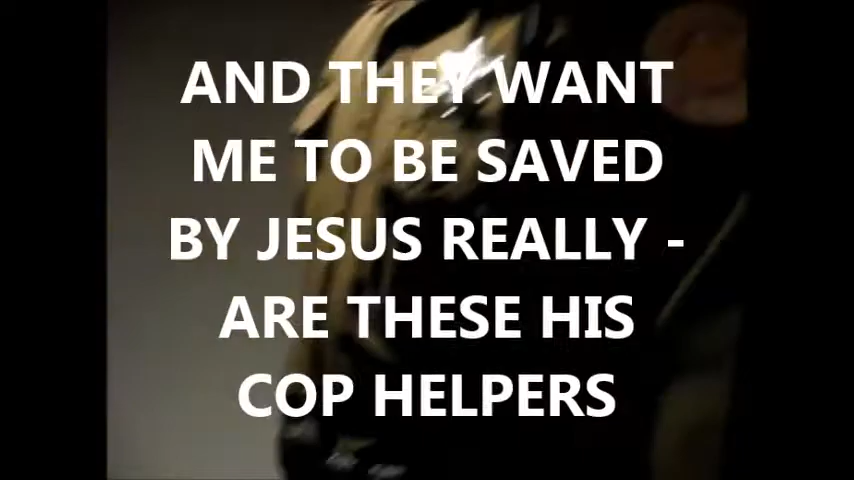 AND THEY WANT
ME TO BE SAVED
BY JESUS REALLY -
ARE THESE HIS
COP HELPERS